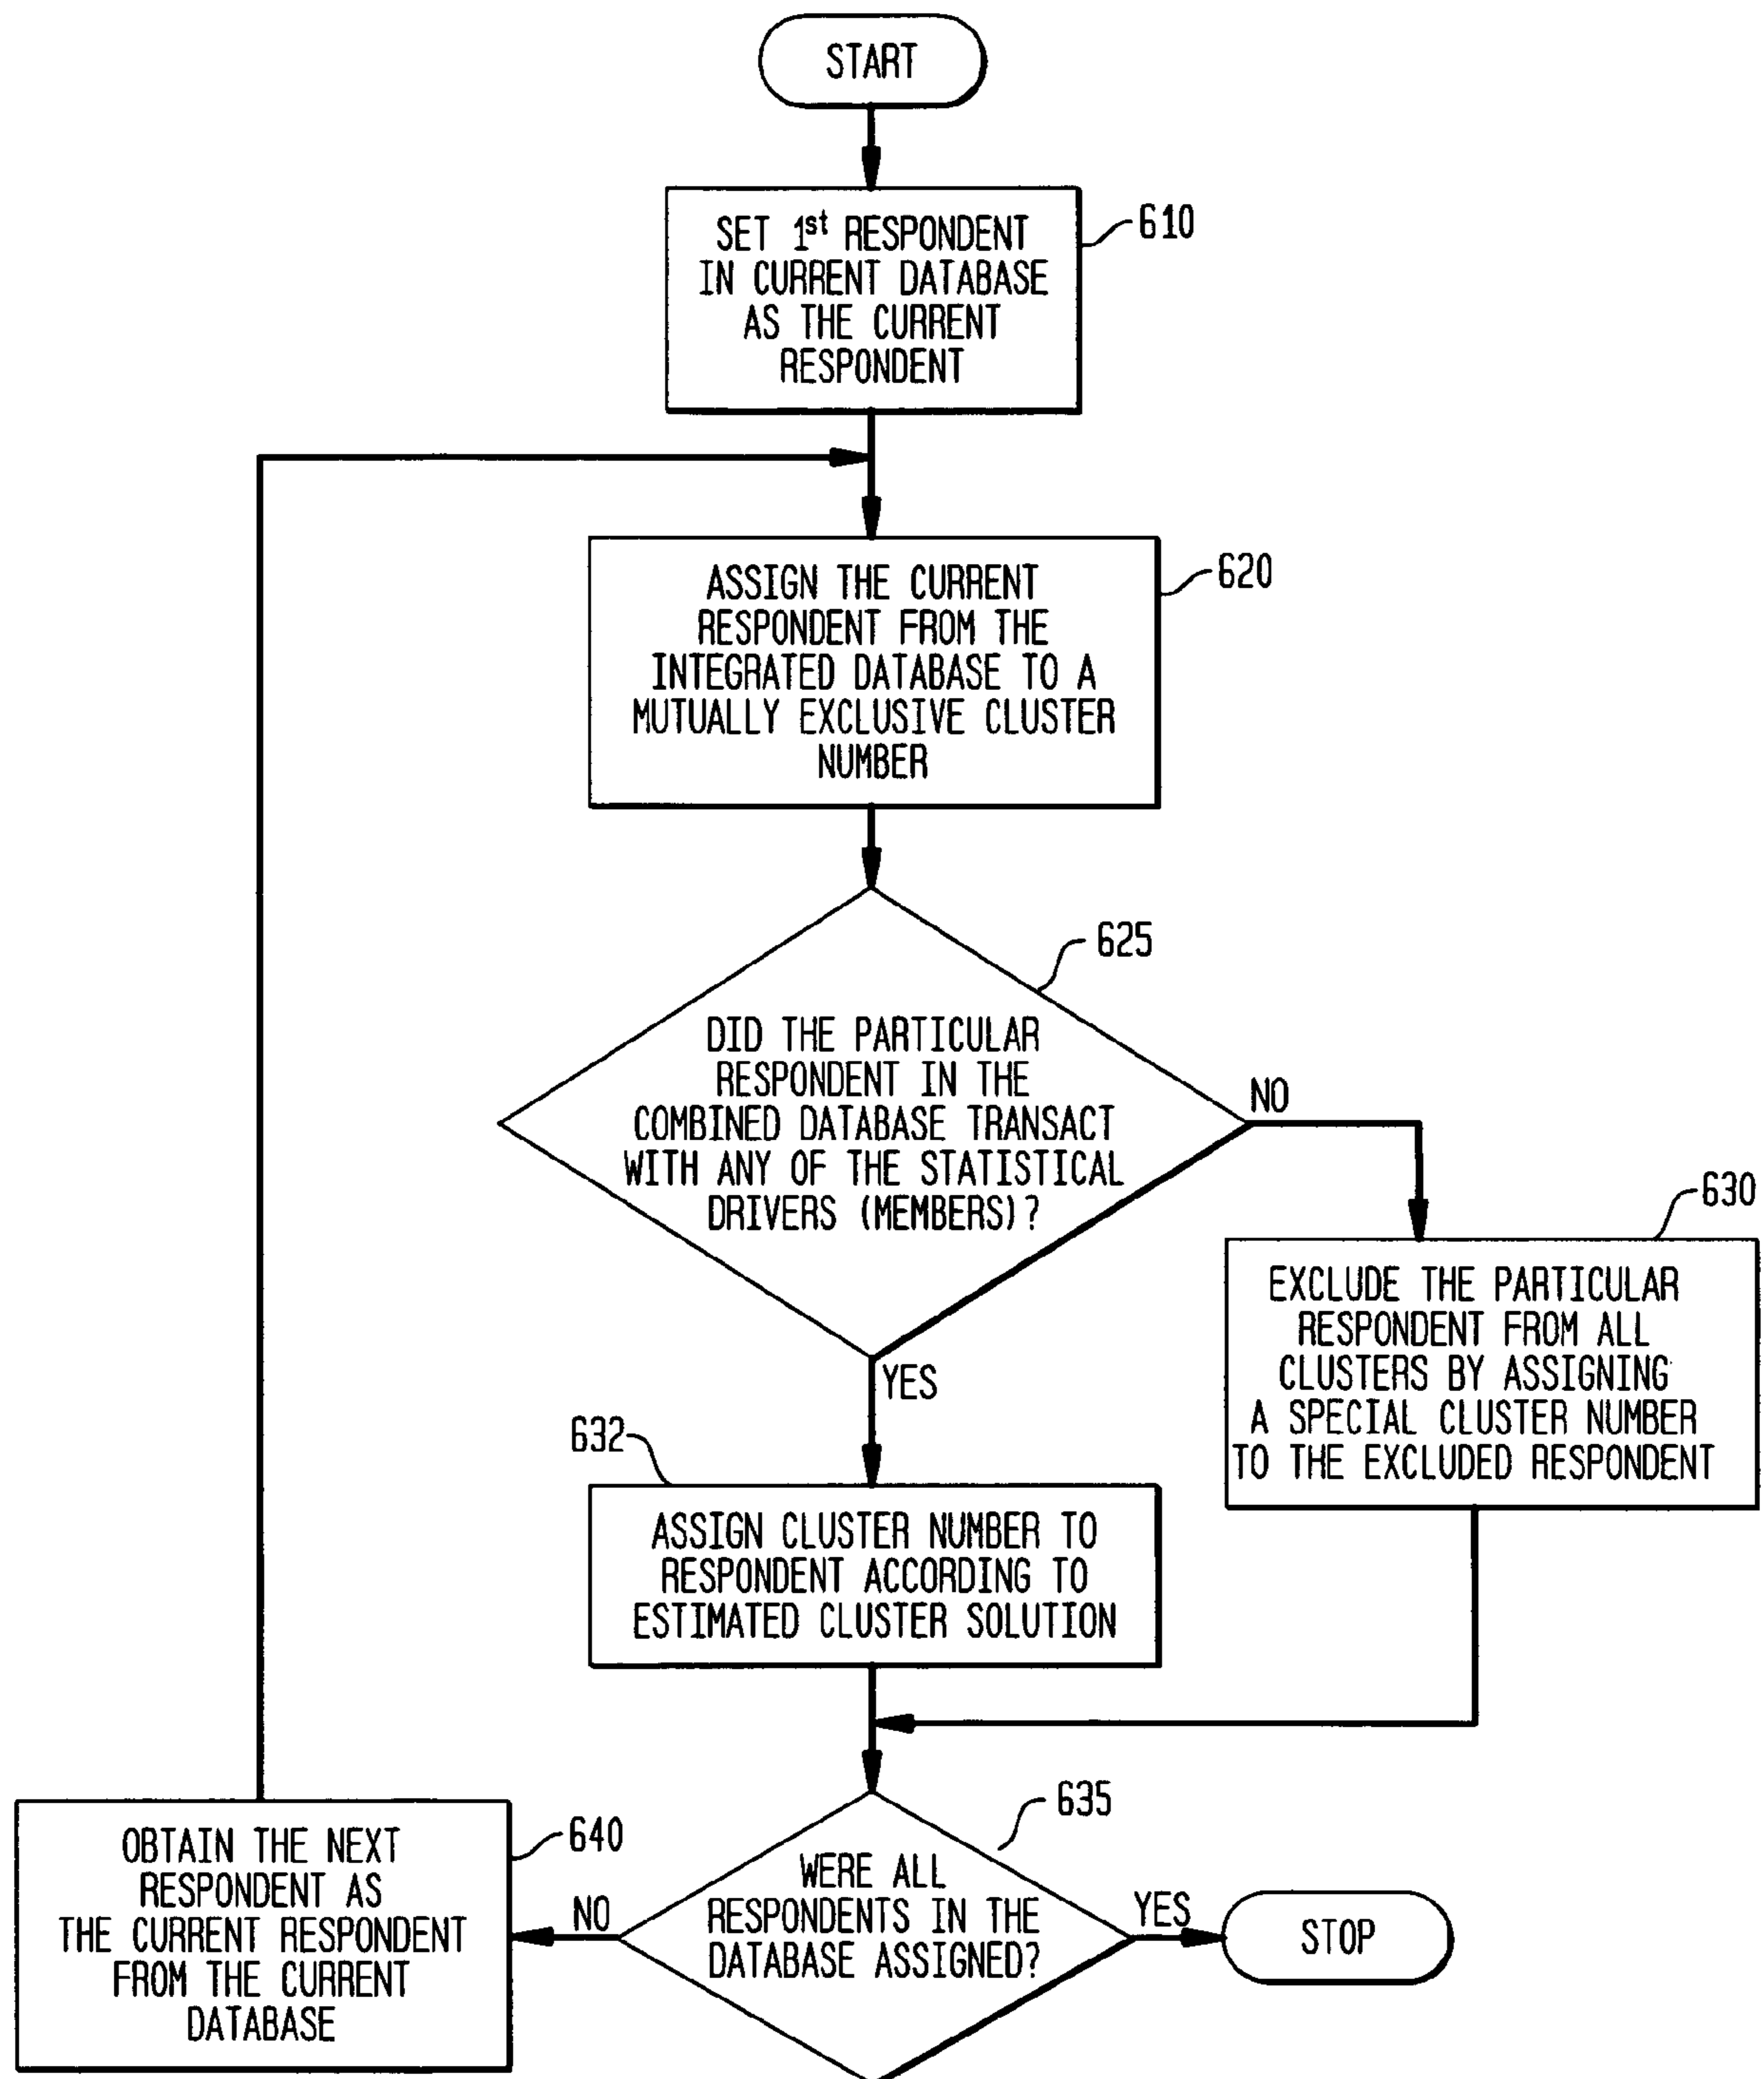 START
SET 1st RESPONDENT
IN CURRENT DATABASE
AS THE CURRENT
RESPONDENT
610
ASSIGN THE CURRENT
RESPONDENT FROM THE
INTEGRATED DATABASE TO A
MUTUALLY EXCLUSIVE CLUSTER
NUMBER
620
625
DID THE PARTICULAR
RESPONDENT IN THE
COMBINED DATABASE TRANSACT
WITH ANY OF THE STATISTICAL
DRIVERS (MEMBERS)?
NO
630
EXCLUDE THE PARTICULAR
RESPONDENT FROM ALL
CLUSTERS BY ASSIGNING
A SPECIAL CLUSTER NUMBER
TO THE EXCLUDED RESPONDENT
YES
632
ASSIGN CLUSTER NUMBER TO
RESPONDENT ACCORDING TO
ESTIMATED CLUSTER SOLUTION
635
WERE ALL
RESPONDENTS IN THE
DATABASE ASSIGNED?
YES
STOP
NO
640
OBTAIN THE NEXT
RESPONDENT AS
THE CURRENT RESPONDENT
FROM THE CURRENT
DATABASE